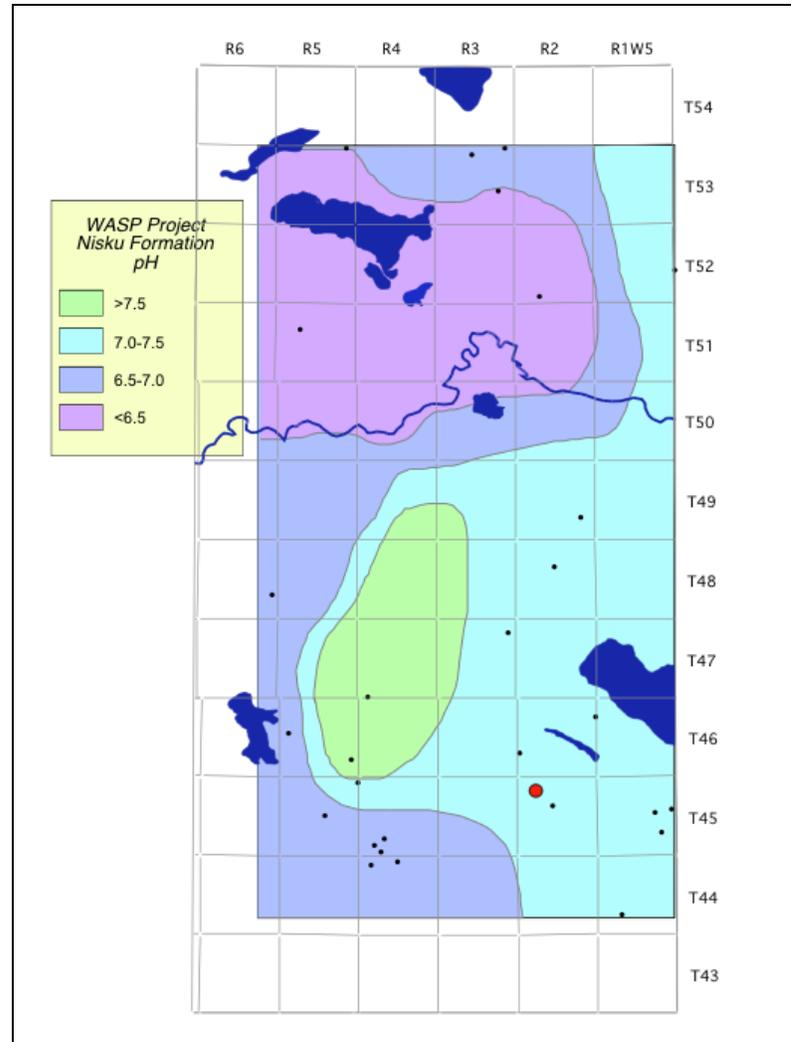 R6 R5 R4 R3 R2 R1W5
T54
T53
WASP Project
Nisku Formation
pH
>7.5
7.0-7.5
6.5-7.0
<6.5
T52
T51
T50
T49
T48
T47
T46
T45
T44
T43